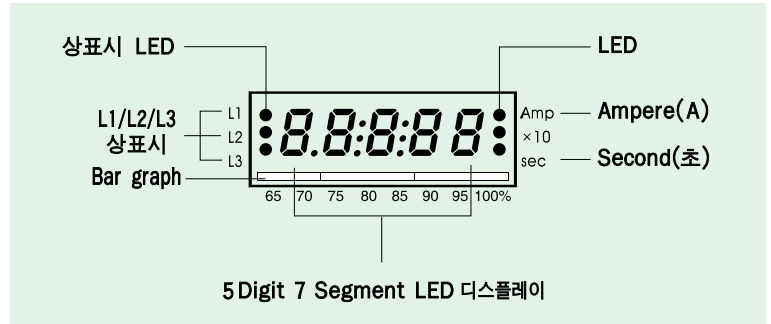 상표시 LED
LED
L1/L2/L3
상표시
L1
L2
L3
8.8:8:8 8
Amp
×10
sec
Ampere(A)
Second(초)
Bar graph
65 70 75 80 85 90 95 100%
5 Digit 7 Segment LED 디스플레이